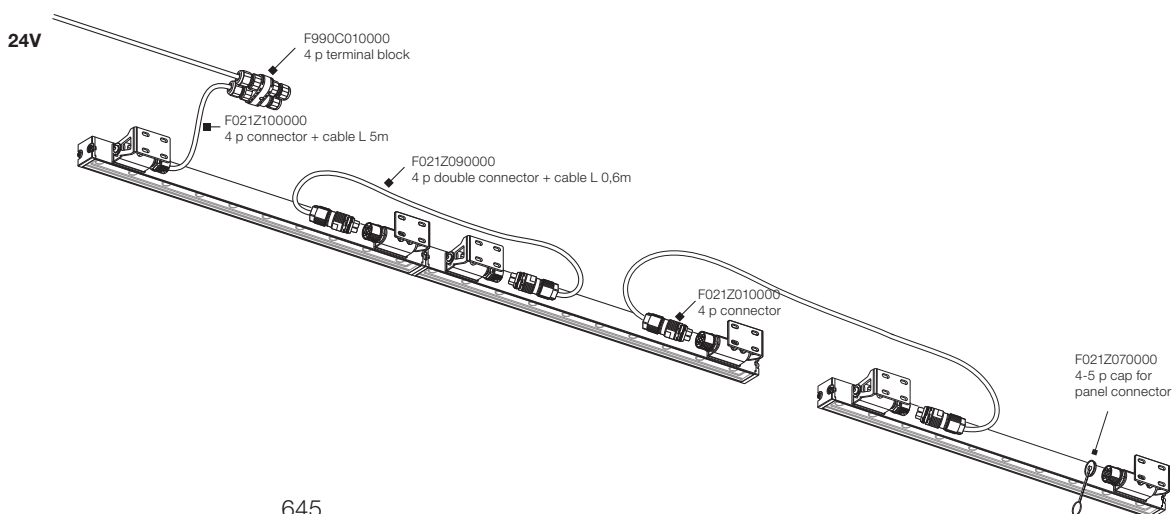 24V
F990C010000
4 p terminal block
F021Z100000
4 p connector + cable L 5m
F021Z090000
4 p double connector + cable L 0,6m
F021Z010000
4 p connector
F021Z070000
4-5 p cap for
panel connector
645